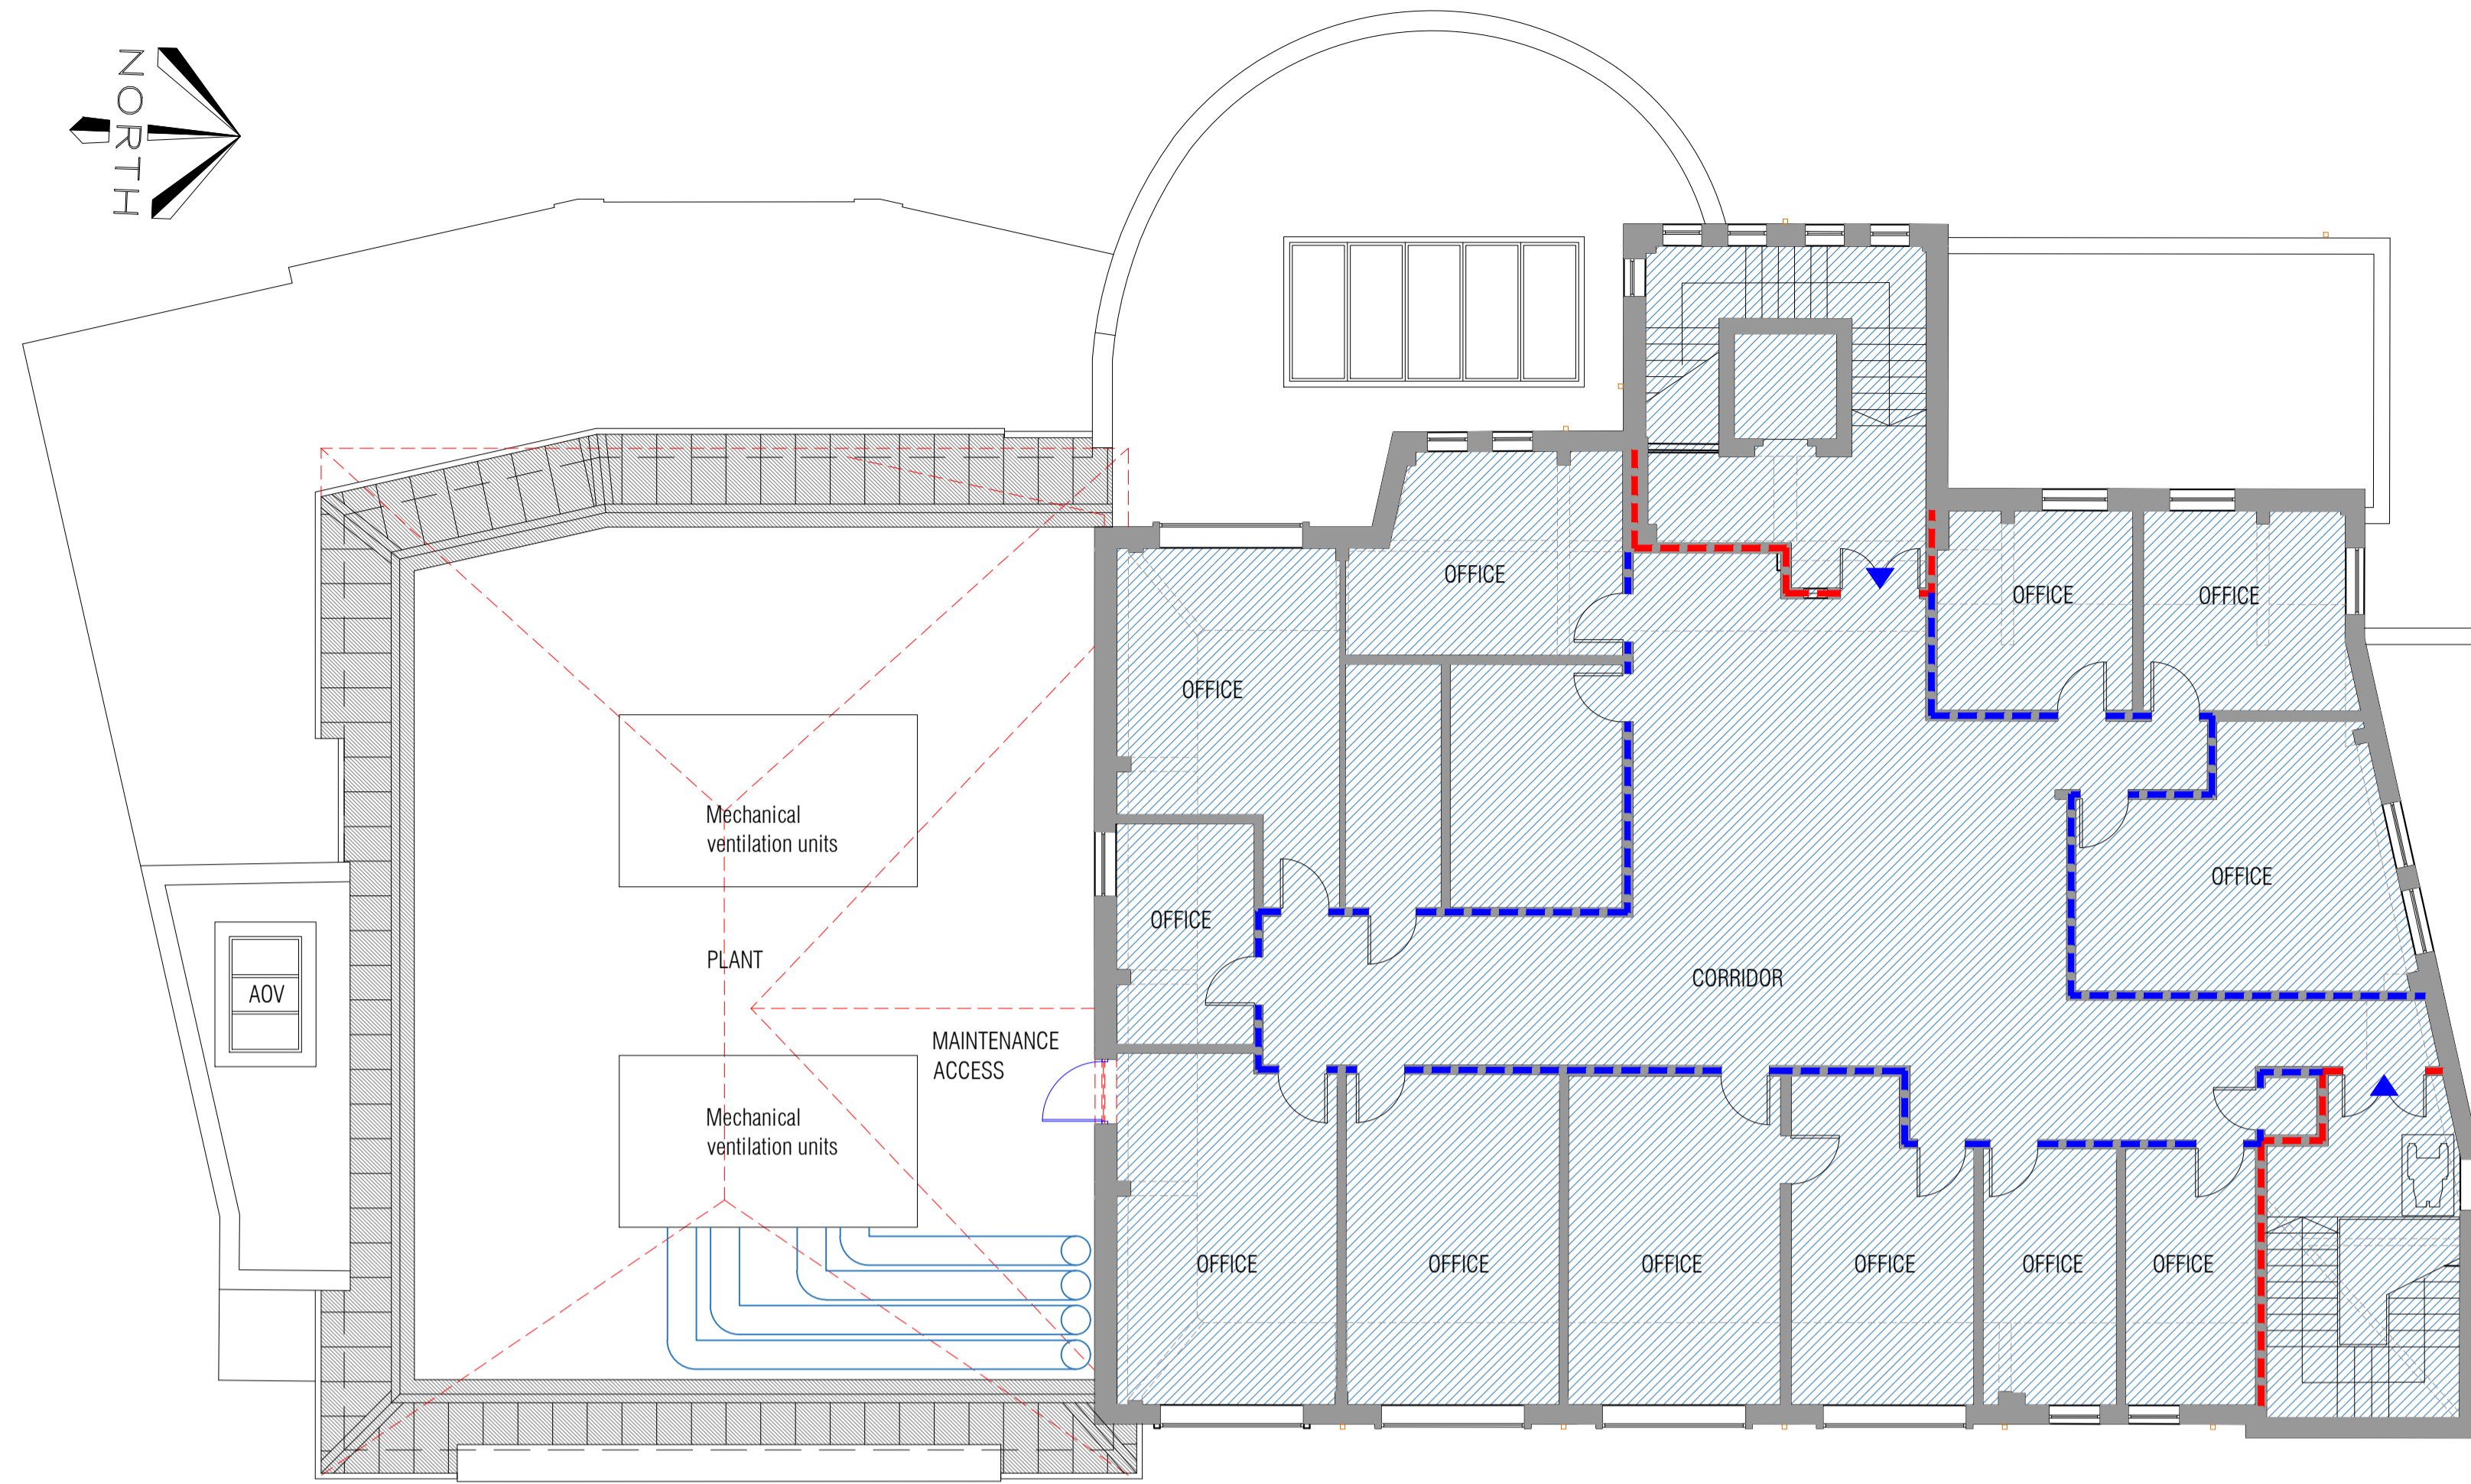 NORTH
OFFICE
OFFICE
OFFICE
OFFICE
Mechanical
ventilation units
OFFICE
OFFICE
PLANT
CORRIDOR
AOV
MAINTENANCE
ACCESS
Mechanical
ventilation units
OFFICE
OFFICE
OFFICE
OFFICE
OFFICE
OFFICE